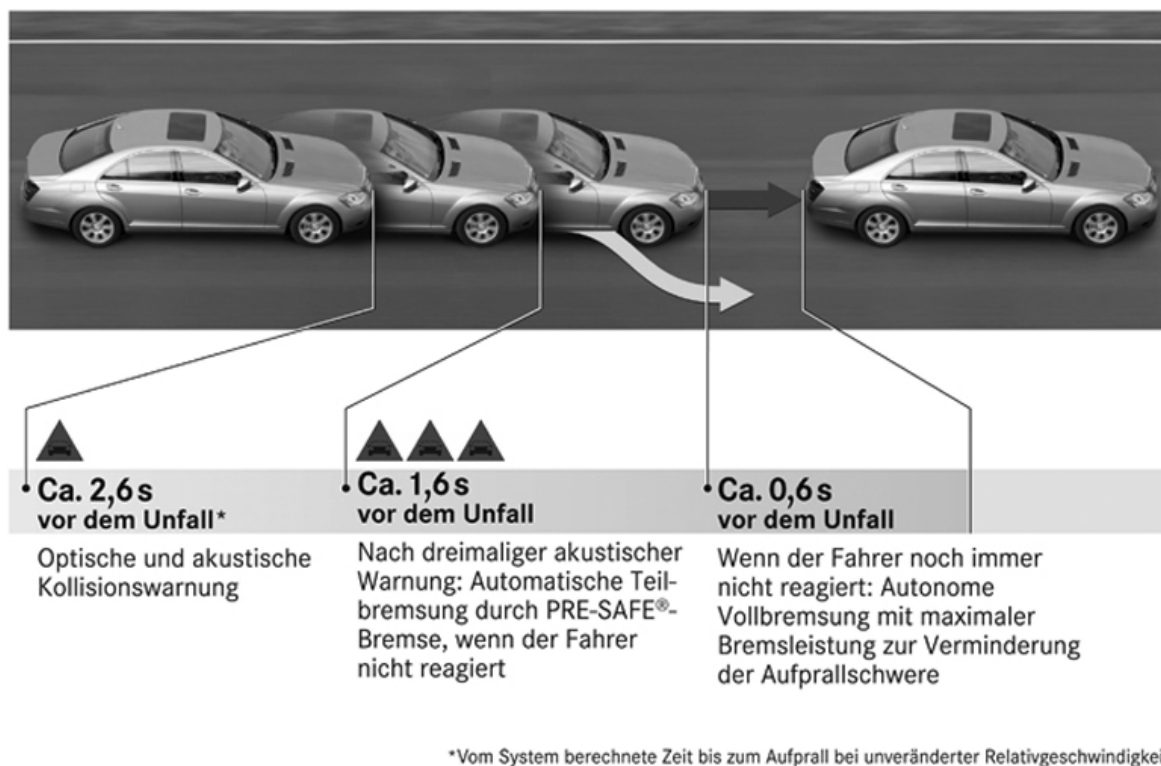 Ca. 2,6 s
vor dem Unfall*
Optische und akustische
Kollisionswarnung
Ca. 1,6 s
vor dem Unfall
Nach dreimaliger akustischer
Warnung: Automatische Teil-
bremsung durch PRE-SAFE®-
Bremse, wenn der Fahrer
nicht reagiert
Ca. 0,6 s
vor dem Unfall
Wenn der Fahrer noch immer
nicht reagiert: Autonome
Vollbremsung mit maximaler
Bremsleistung zur Verminderung
der Aufprallschwere
*Vom System berechnete Zeit bis zum Aufprall bei unveränderter Relativgeschwindigkei